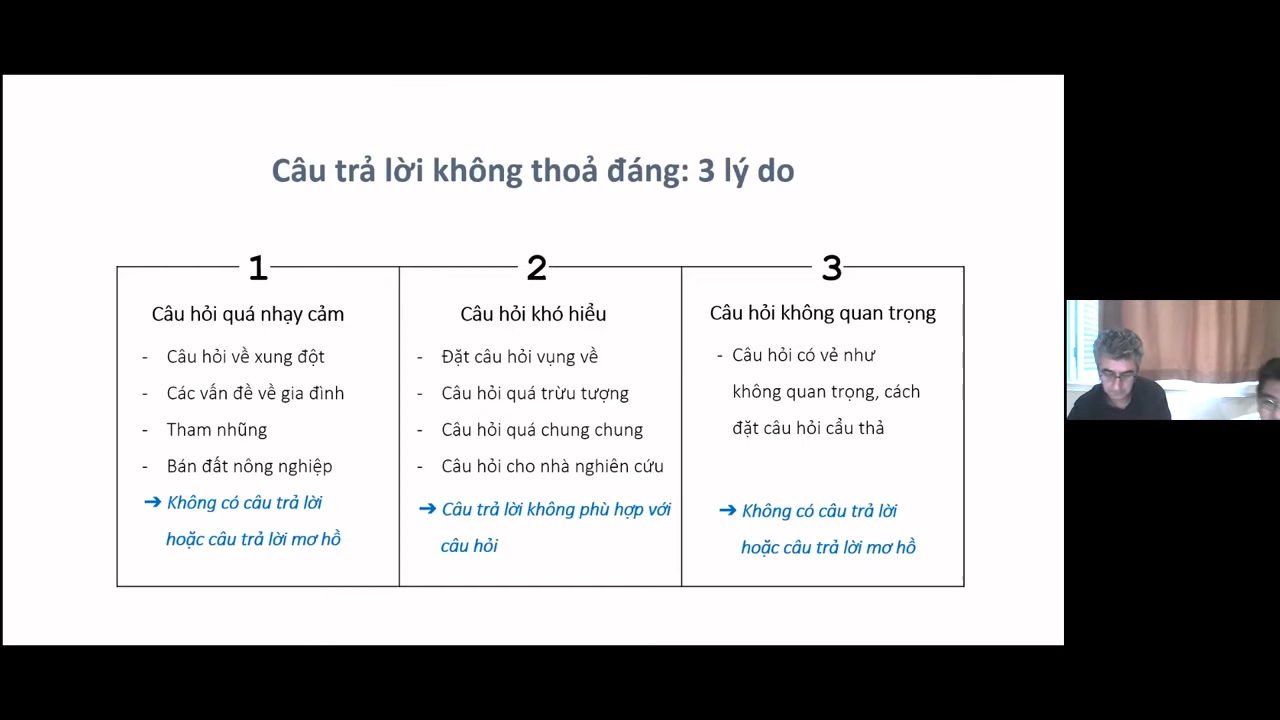 Câu trả lời không thoả đáng: 3 lý do
1
Câu hỏi quá nhạy cảm
- Câu hỏi về xung đột
- Các vấn đề về gia đình
- Tham nhũng
- Bán đất nông nghiệp
➔ Không có câu trả lời
hoặc câu trả lời mơ hồ
2
Câu hỏi khó hiểu
- Đặt câu hỏi vụng về
- Câu hỏi quá trừu tượng
- Câu hỏi quá chung chung
- Câu hỏi cho nhà nghiên cứu
➔ Câu trả lời không phù hợp với
câu hỏi
3
Câu hỏi không quan trọng
- Câu hỏi có vẻ như
không quan trọng, cách
đặt câu hỏi cẩu thả
➔ Không có câu trả lời
hoặc câu trả lời mơ hồ